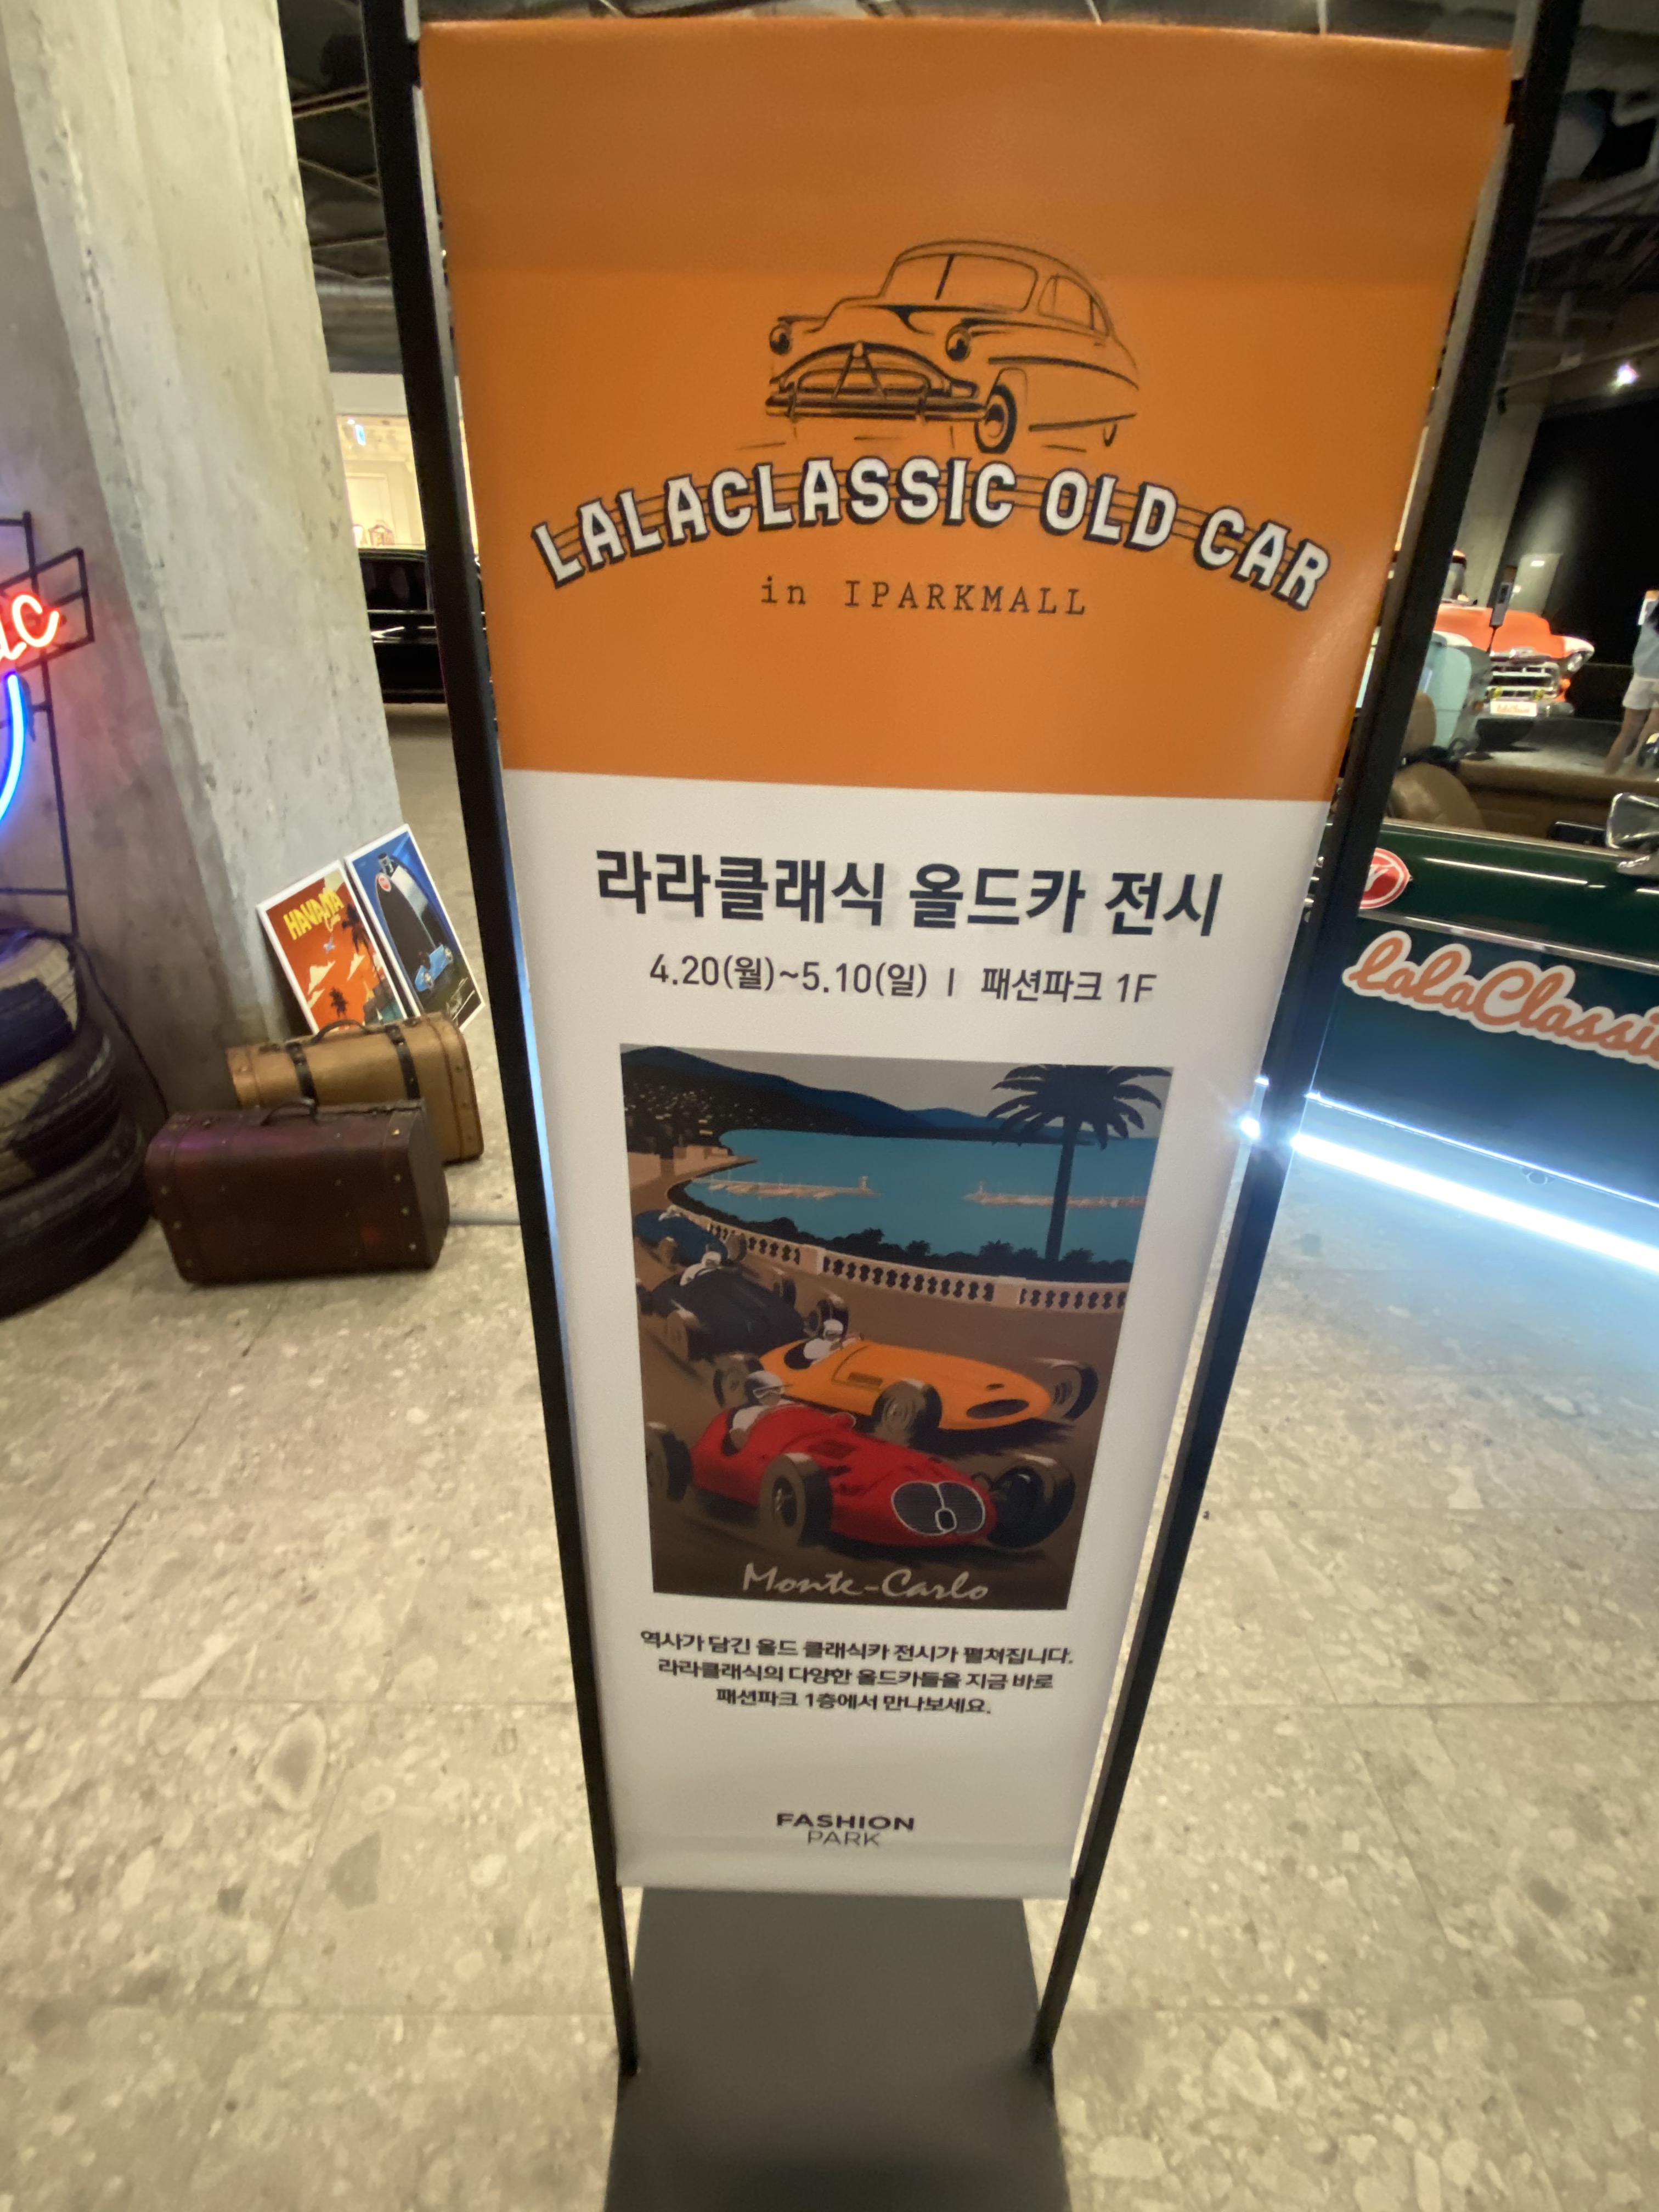 LALACLASSIC OLD CAR
in IPARKMALL
라라클래식 올드카 전시
4.20(월)~5.10(일) | 패션파크 1F
Monte-Carlo
역사가 담긴 올드 클래식카 전시가 펼쳐집니다.
라라클래식의 다양한 올드카들을 지금 바로
패션파크 1층에서 만나보세요.
FASHION
PARK
HAVANA
LC
lalaClassic